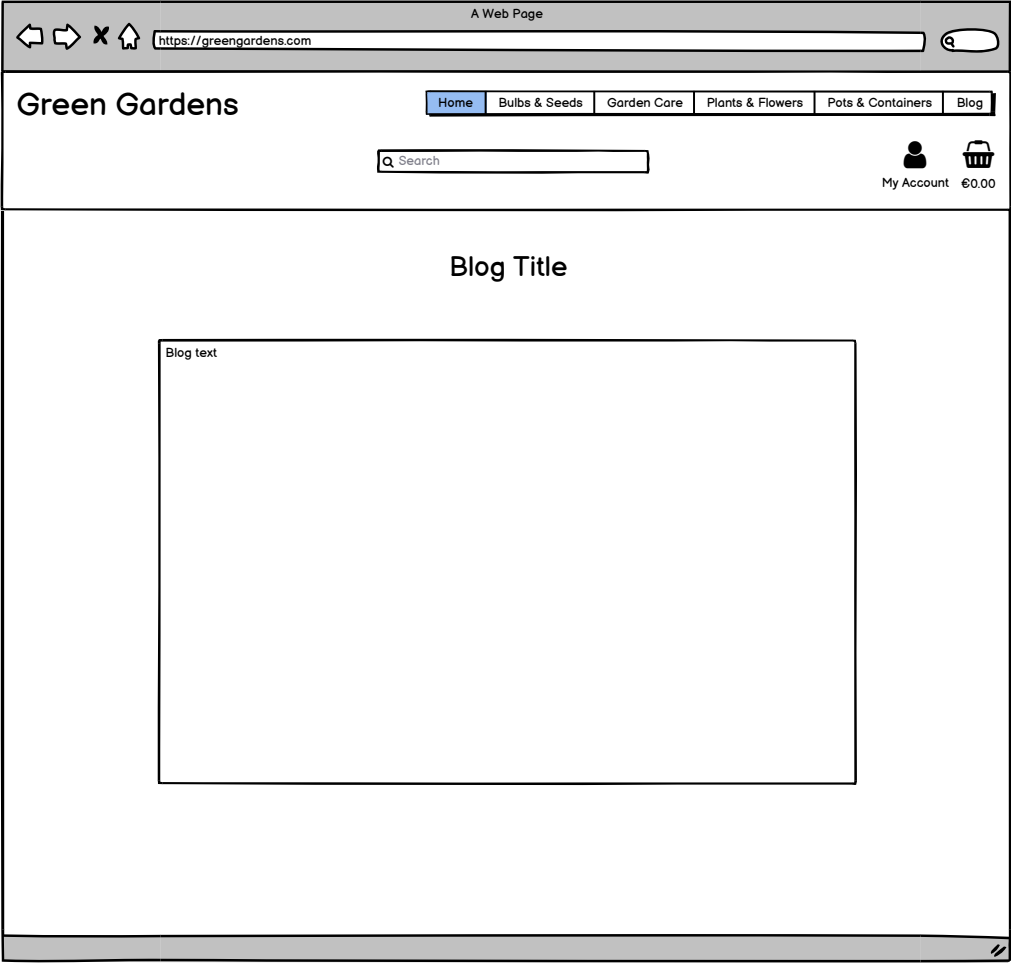 A Web Page
https://greengardens.com
Green Gardens
Home Bulbs & Seeds Garden Care Plants & Flowers Pots & Containers Blog
Search
My Account €0.00
Blog Title
Blog text